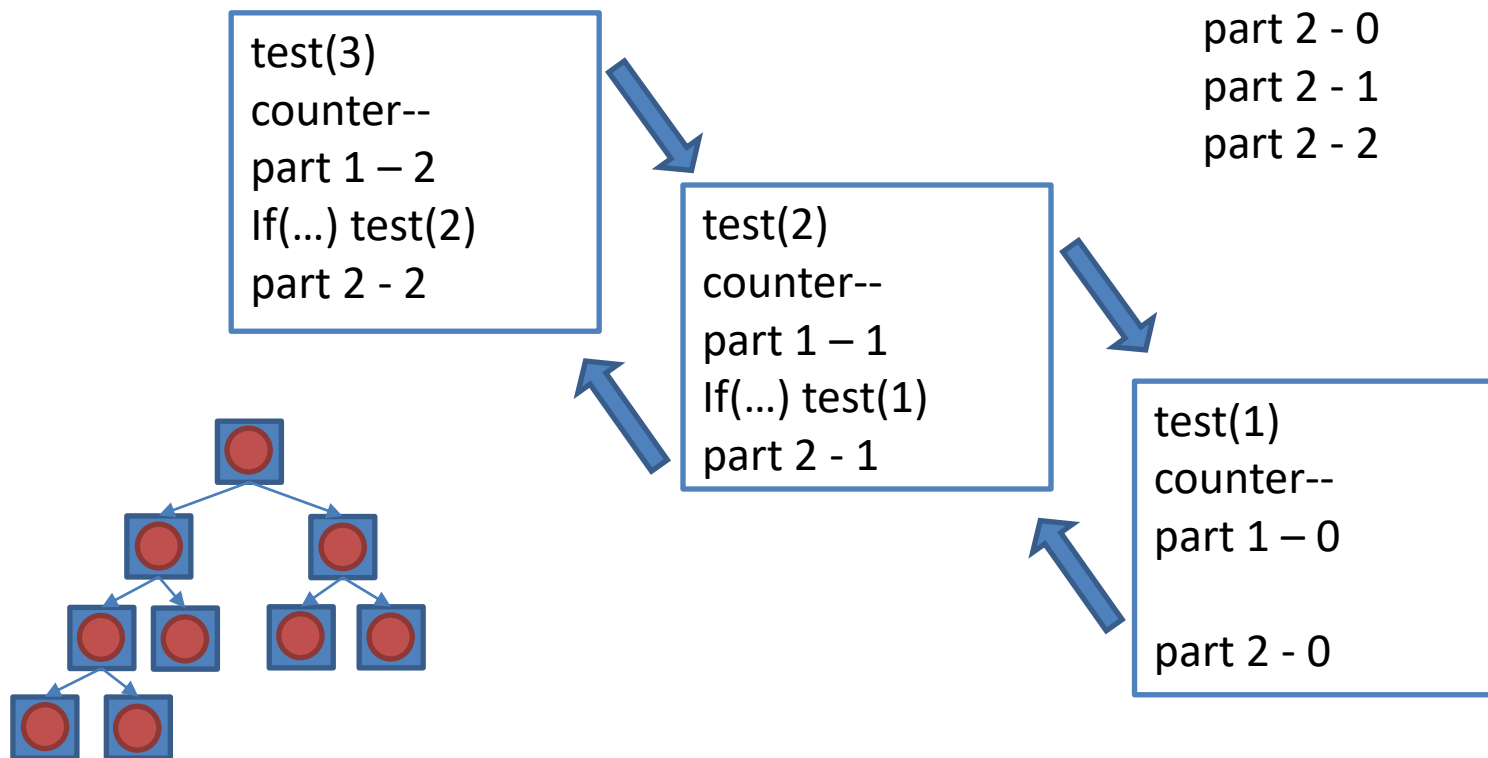 test(3)
counter--
part 1 – 2
If(...) test(2)
part 2 - 2
test(2)
counter--
part 1 – 1
If(...) test(1)
part 2 - 1
test(1)
counter--
part 1 – 0
part 2 - 0
part 2 - 0
part 2 - 1
part 2 - 2